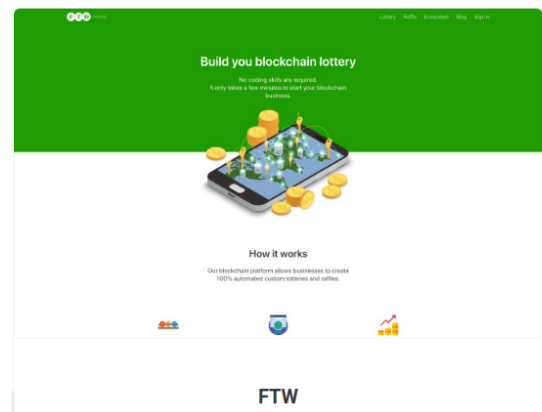 FTW
Lottery Raffle Ecosystem Blog Sign in
Build you blockchain lottery
No coding skills are required.
It only takes a few minutes to start your blockchain
business.
How it works
Our blockchain platform allows businesses to create
100% automated custom lotteries and raffles.
FTW